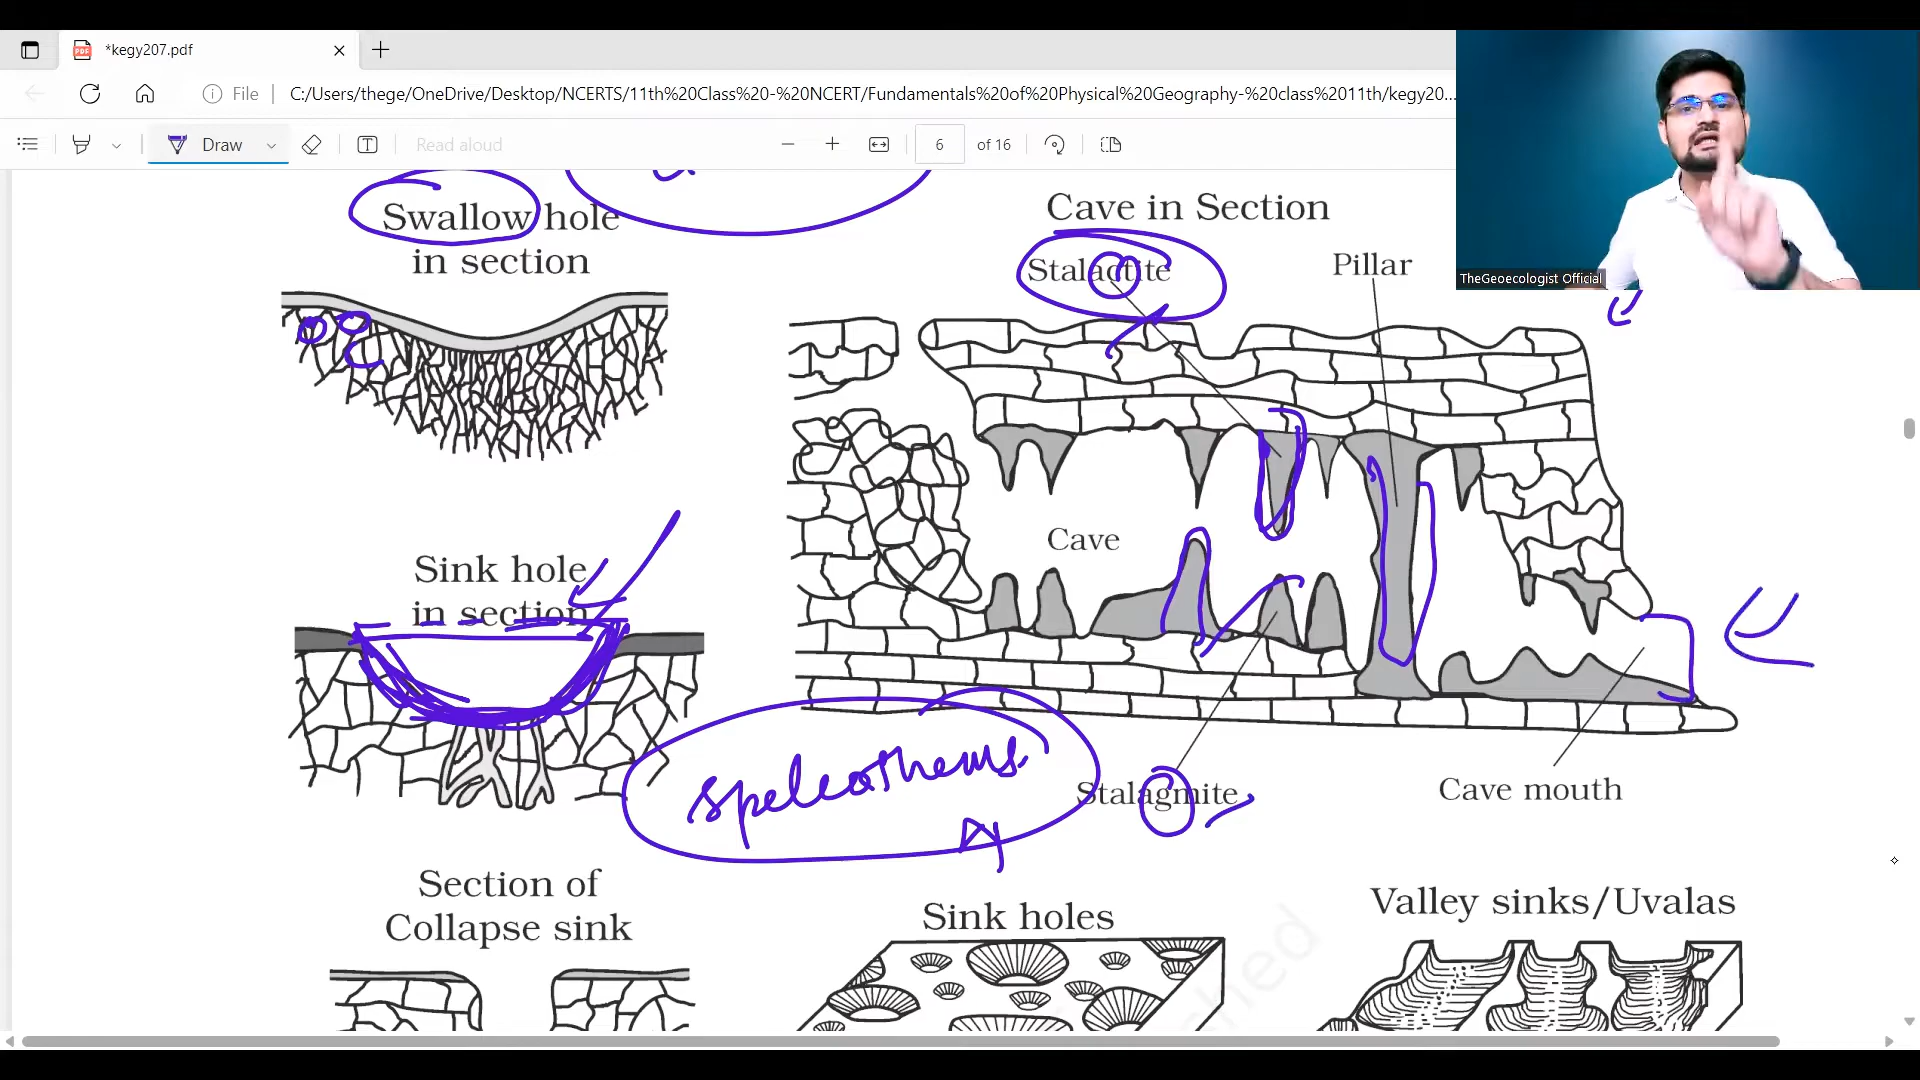 *kegy207.pdf
File
C:/Users/thege/OneDrive/Desktop/NCERTS/11th%20Class%20-%20NCERT/Fundamentals%20of%20Physical%20Geography-%20class%2011th/kegy20...
Draw
Read aloud
6 of 16
TheGeoecologist Official
Swallow hole
in section
Cave in Section
Stalactite
Pillar
Cave
Sink hole
in section
speleothems.
Stalagmite
Cave mouth
Section of
Collapse sink
Sink holes
Valley sinks/Uvalas